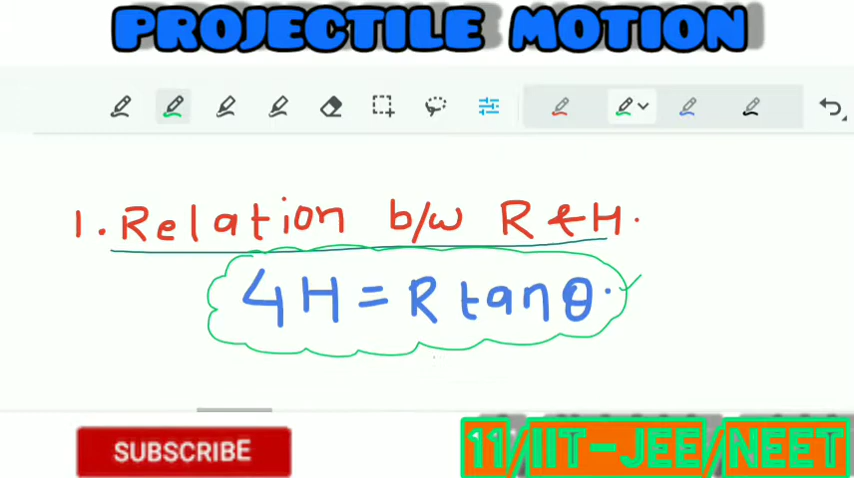 PROJECTILE MOTION
1. Relation b/w R & H.
4H = R tanθ.
SUBSCRIBE
11/IIT-JEE/NEET